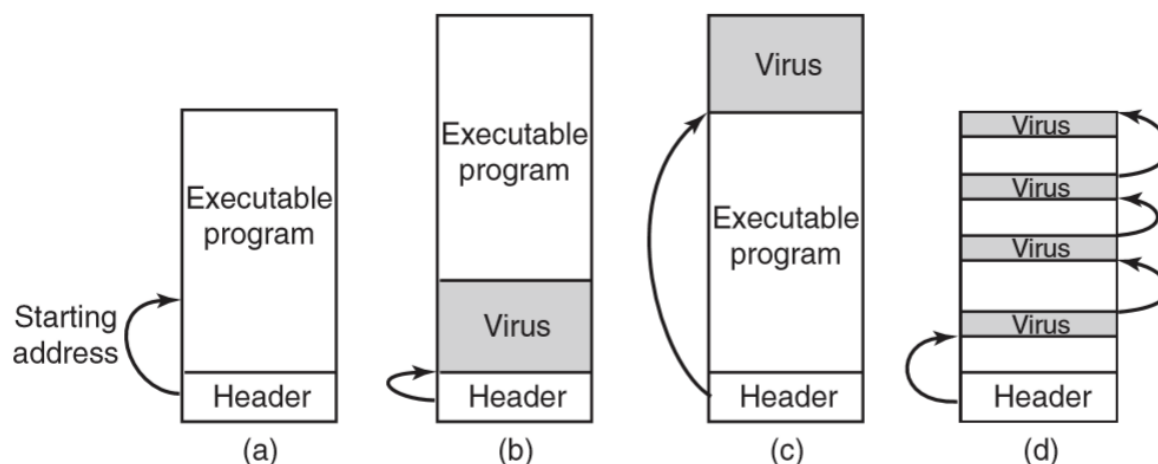 Executable
program
Starting
address
Header
(a)
Executable
program
Virus
Header
(b)
Virus
Executable
program
Header
(c)
Virus
Virus
Virus
Virus
Header
(d)